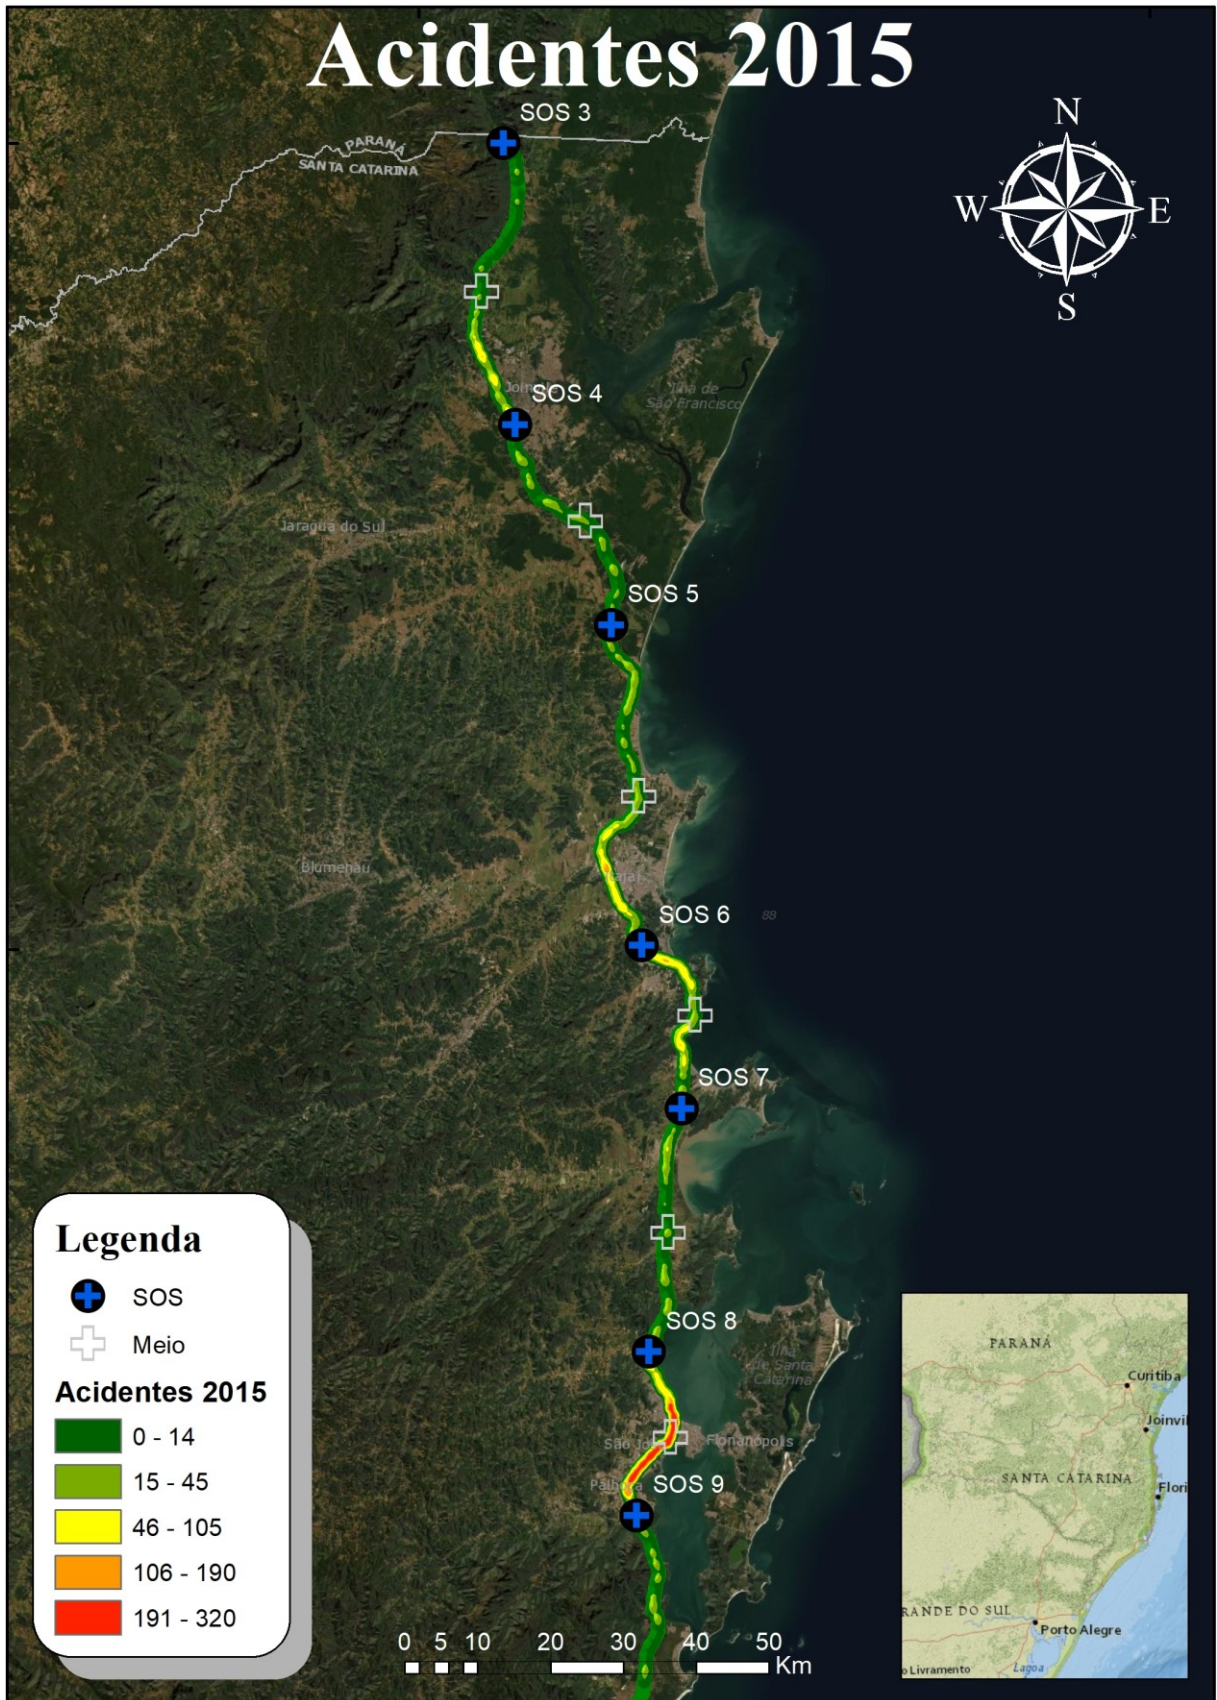 Acidentes 2015
SOS 3
PARANÁ
SANTA CATARINA
N
W
E
S
SOS 4
Ilha de
São Francisco
Jaraguá do Sul
SOS 5
Blumenau
SOS 6
88
SOS 7
SOS 8
Ilha
de Santa
Catarina
Florianópolis
SOS 9
Legenda
SOS
Meio
Acidentes 2015
0 - 14
15 - 45
46 - 105
106 - 190
191 - 320
0 5 10 20 30 40 50
Km
PARANÁ
Curitiba
Joinvil
SANTA CATARINA
Flori
RANDE DO SUL
Porto Alegre
o Livramento
Lagoa